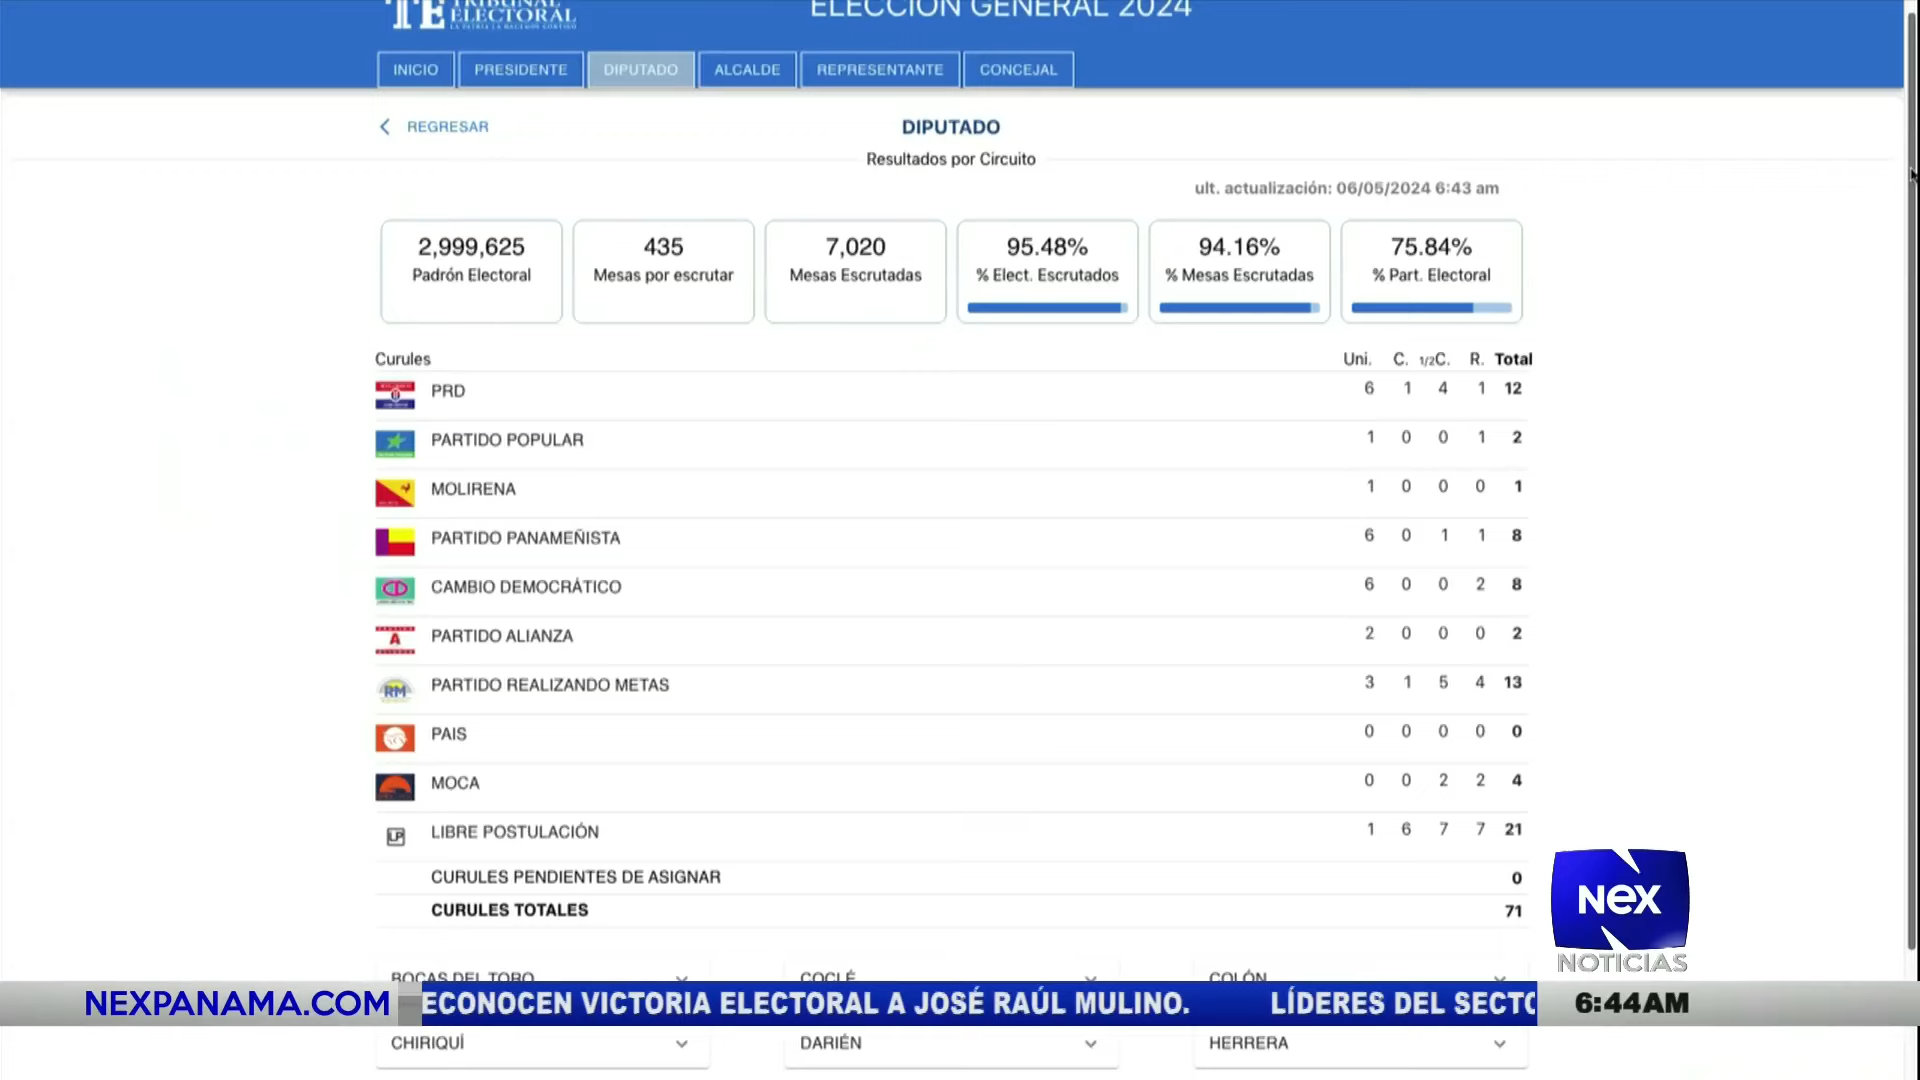 TRIBUNAL
TE ELECTORAL
ELECCIÓN GENERAL 2024
INICIO PRESIDENTE DIPUTADO ALCALDE REPRESENTANTE CONCEJAL
REGRESAR
DIPUTADO
Resultados por Circuito
ult. actualización: 06/05/2024 6:43 am
2,999,625 435 7,020 95.48% 94.16% 75.84%
Padrón Electoral Mesas por escrutar Mesas Escrutadas % Elect. Escrutados % Mesas Escrutadas % Part. Electoral
Curules Uni. C. 1/2C. R. Total
PRD 6 1 4 1 12
PARTIDO POPULAR 1 0 0 1 2
MOLIRENA 1 0 0 0 1
PARTIDO PANAMEÑISTA 6 0 1 1 8
CAMBIO DEMOCRÁTICO 6 0 0 2 8
A PARTIDO ALIANZA 2 0 0 0 2
RM PARTIDO REALIZANDO METAS 3 1 5 4 13
PAIS 0 0 0 0 0
MOCA 0 0 2 2 4
LP LIBRE POSTULACIÓN 1 6 7 7 21
CURULES PENDIENTES DE ASIGNAR 0
CURULES TOTALES 71
nex
NOTICIAS
BOCAS DEL TORO COCLÉ COLÓN
NEXPANAMA.COM ECONOCEN VICTORIA ELECTORAL A JOSÉ RAÚL MULINO. LÍDERES DEL SECTO 6:44AM
CHIRIQUÍ DARIÉN HERRERA